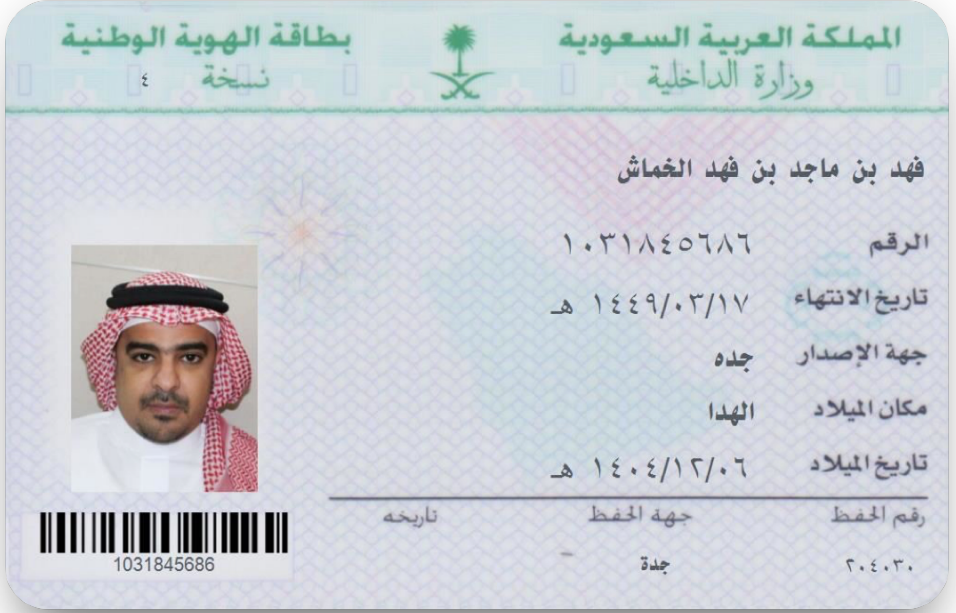 المملكة العربية السعودية
وزارة الداخلية
بطاقة الهوية الوطنية
نسخة ٤
فهد بن ماجد بن فهد الخماش
الرقم ١٠٣١٨٤٥٦٨٦
تاريخ الانتهاء ١٤٤٩/٠٣/١٧ هـ
جهة الإصدار جده
مكان الميلاد الهدا
تاريخ الميلاد ١٤٠٤/١٢/٠٦ هـ
رقم الحفظ جهة الحفظ تاريخه
٢٠٤٠٣٠ جدة -
1031845686